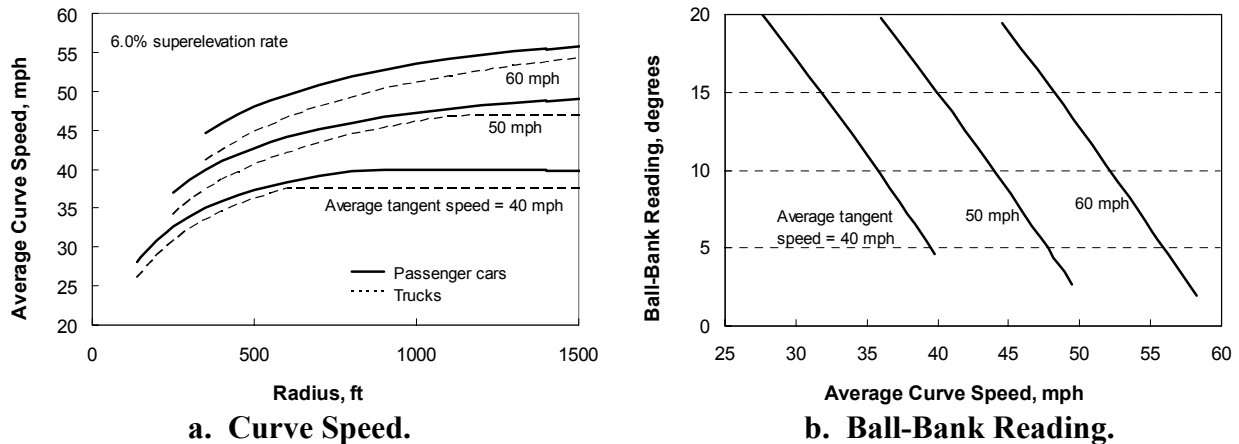 Average Curve Speed, mph
60
55
50
45
40
35
30
25
20
6.0% superelevation rate
60 mph
50 mph
Average tangent speed = 40 mph
Passenger cars
Trucks
0
500
1000
1500
Radius, ft
a. Curve Speed.
Ball-Bank Reading, degrees
20
15
10
5
0
Average tangent
speed = 40 mph
50 mph
60 mph
25
30
35
40
45
50
55
60
Average Curve Speed, mph
b. Ball-Bank Reading.